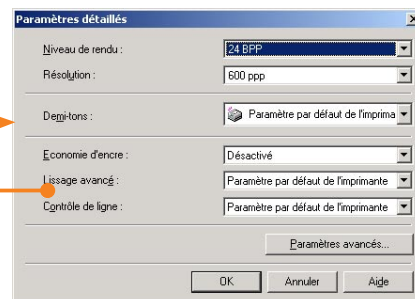 Paramètres détaillés
Niveau de rendu : 24 BPP
Résolution : 600 ppp
Demi-tons : Paramètre par défaut de l'imprima
Economie d'encre : Désactivé
Lissage avancé : Paramètre par défaut de l'imprimante
Contrôle de ligne : Paramètre par défaut de l'imprimante
Paramètres avancés...
OK Annuler Aide